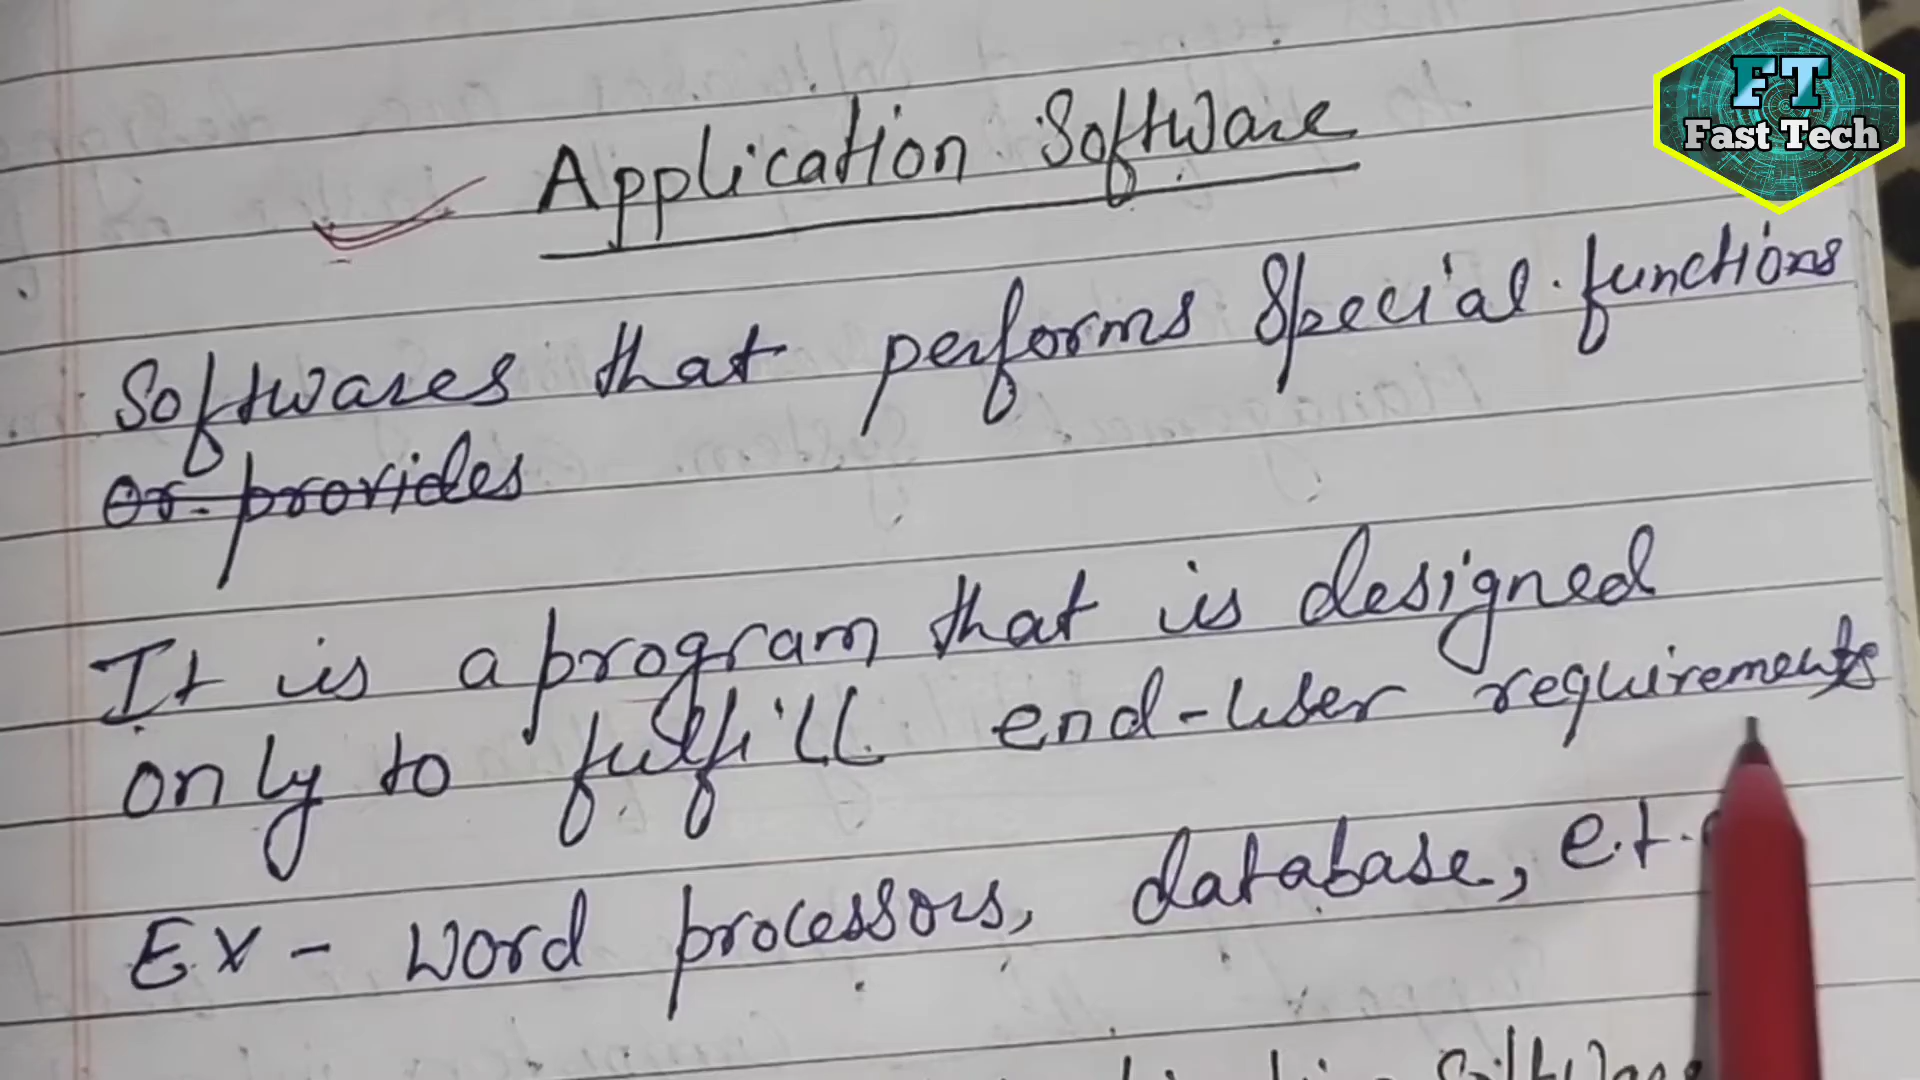 FT
Fast Tech
Application Software
Softwares that performs Special functions
or provides
It is a program that is designed
only to fulfill end-user requirements
Ex - Word processors, database, e.t.
Software